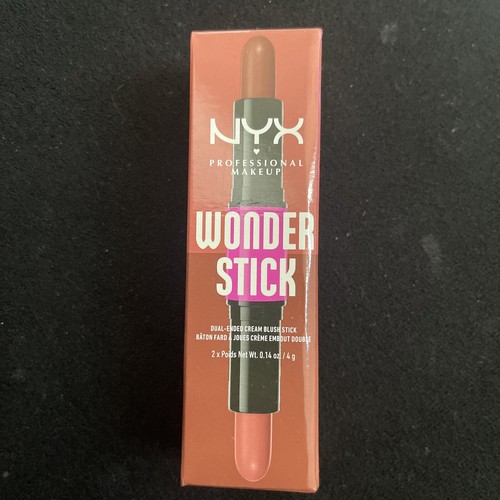 NYX
PROFESSIONAL
MAKEUP
WONDER
STICK
DUAL-ENDED CREAM BLUSH STICK
BÂTON FARD À JOUES CRÈME EMBOUT DOUBLE
2 x Poids Net Wt. 0.14 oz. / 4 g